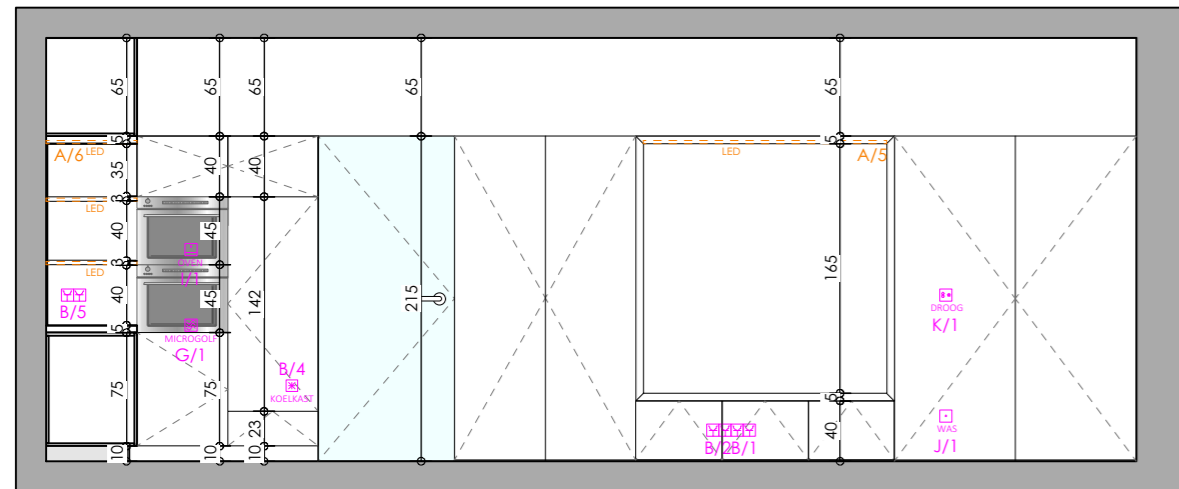 65
65
65
65
65
5
A/6
LED
35
40
40
LED
A/5
5
3
LED
40
45
OVEN
I/1
3
LED
B/5
40
45
142
215
165
DROOG
K/1
MICROGOLF
G/1
5
B/4
KOELKAST
75
75
23
5
40
B/2
B/1
WAS
J/1
10
10
10